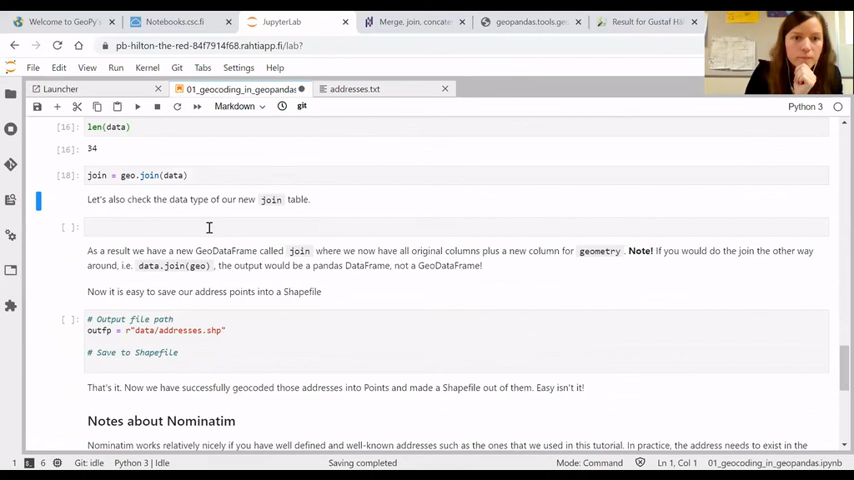 Welcome to GeoPy's
Notebooks.csc.fi
JupyterLab
Merge, join, concate
geopandas.tools.ge
Result for Gustaf Hä
pb-hilton-the-red-84f7914f68.rahtiapp.fi/lab?
File Edit View Run Kernel Git Tabs Settings Help
Launcher
01_geocoding_in_geopandas
addresses.txt
Markdown
git
Python 3
[16]: len(data)
[16]: 34
[18]: join = geo.join(data)
Let's also check the data type of our new join table.
[ ]:
As a result we have a new GeoDataFrame called join where we now have all original columns plus a new column for geometry. Note! If you would do the join the other way
around, i.e. data.join(geo), the output would be a pandas DataFrame, not a GeoDataFrame!
Now it is easy to save our address points into a Shapefile
[ ]: # Output file path
outfp = r"data/addresses.shp"
# Save to Shapefile
That's it. Now we have successfully geocoded those addresses into Points and made a Shapefile out of them. Easy isn't it!
Notes about Nominatim
Nominatim works relatively nicely if you have well defined and well-known addresses such as the ones that we used in this tutorial. In practice, the address needs to exist in the
1 6 Git: idle Python 3 | Idle Saving completed Mode: Command Ln 1, Col 1 01_geocoding_in_geopandas.ipynb